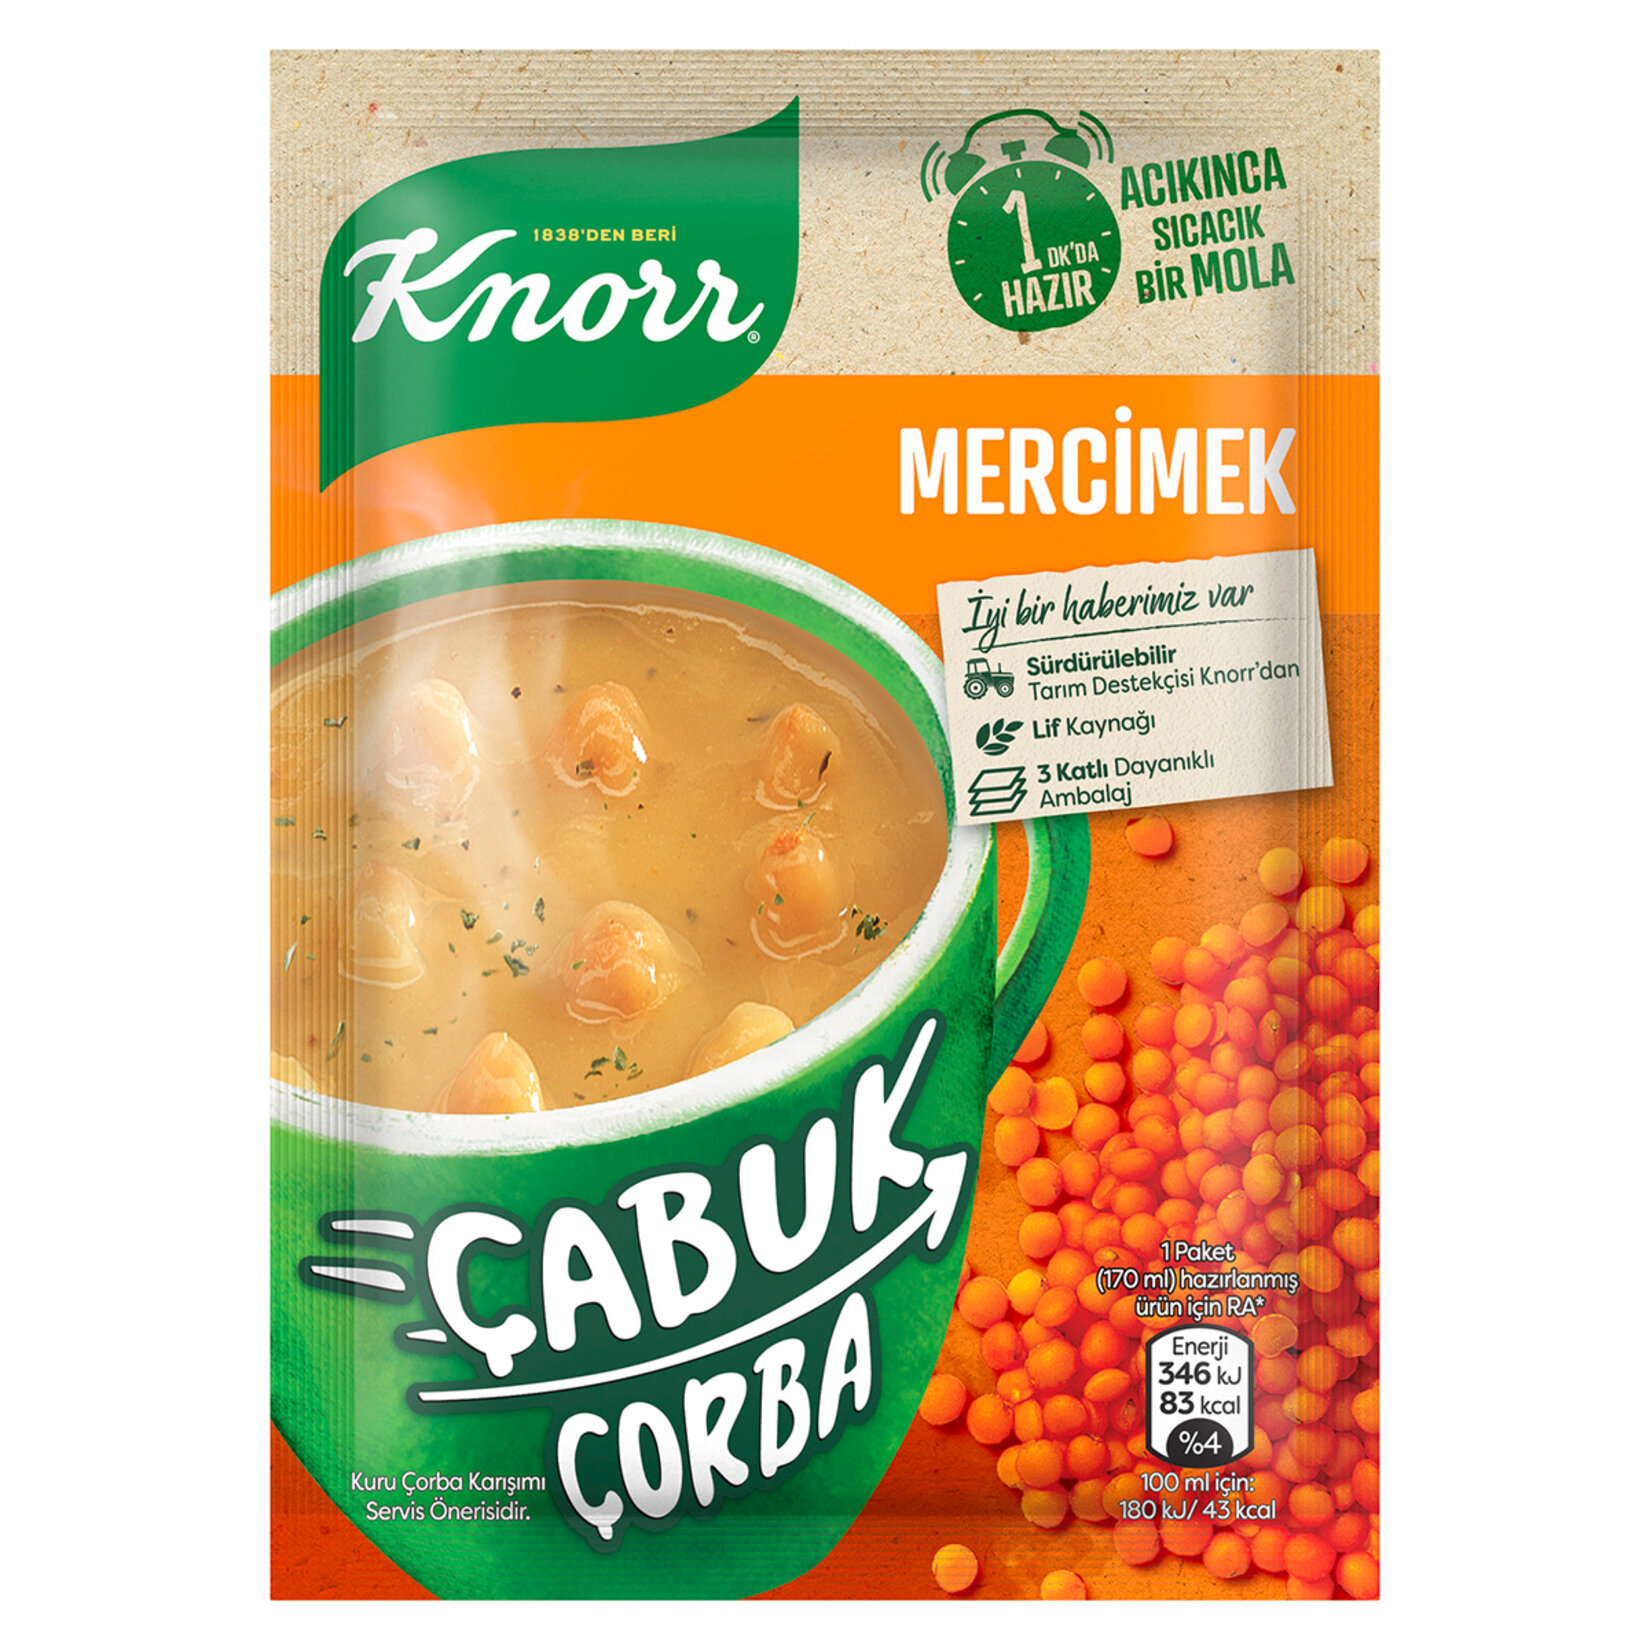 1838'DEN BERİ
Knorr®
1
DK'DA
HAZIR
ACIKINCA
SICACIK
BİR MOLA
MERCİMEK
İyi bir haberimiz var
Sürdürülebilir
Tarım Destekçisi Knorr'dan
Lif Kaynağı
3 Katlı Dayanıklı
Ambalaj
ÇABUK
ÇORBA
Kuru Çorba Karışımı
Servis Önerisidir.
1 Paket
(170 ml) hazırlanmış
ürün için RA*
Enerji
346 kJ
83 kcal
%4
100 ml için:
180 kJ/ 43 kcal